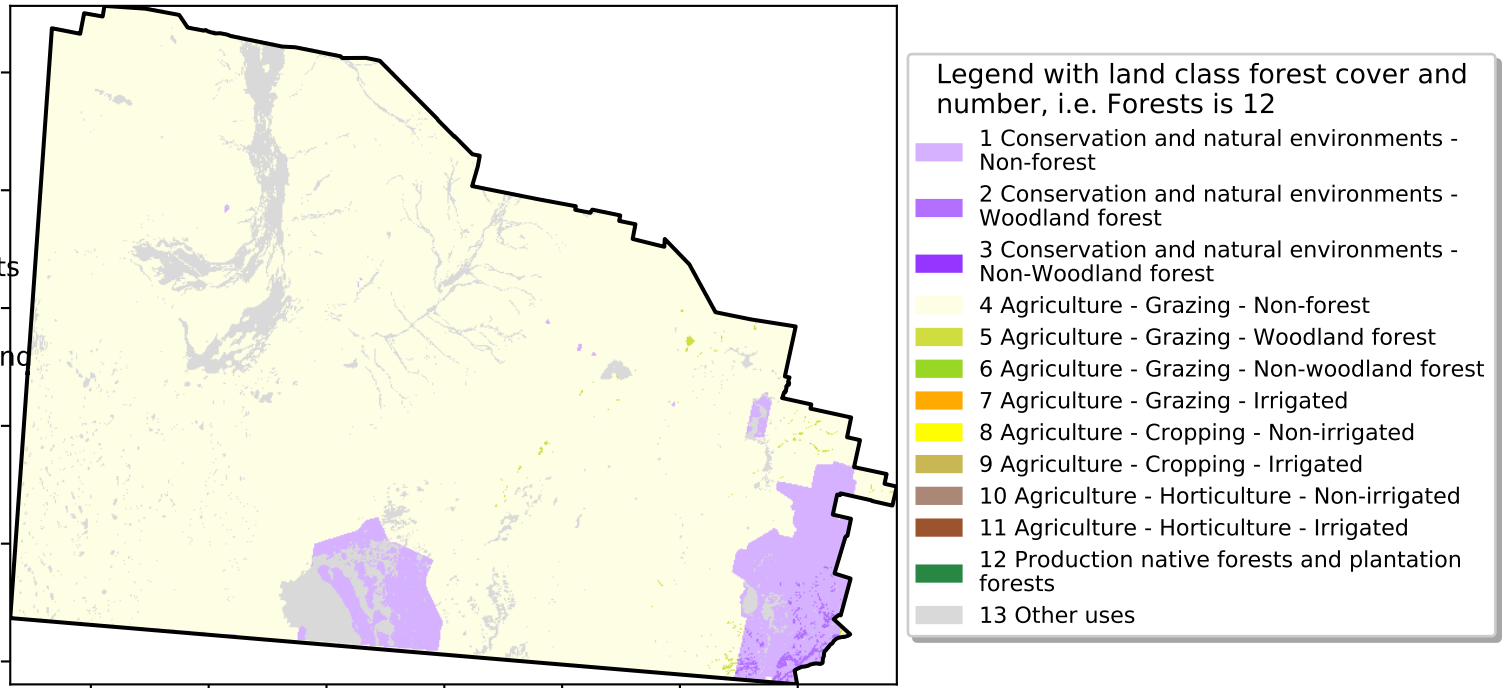 Legend with land class forest cover and
number, i.e. Forests is 12
1 Conservation and natural environments -
Non-forest
2 Conservation and natural environments -
Woodland forest
3 Conservation and natural environments -
Non-Woodland forest
4 Agriculture - Grazing - Non-forest
5 Agriculture - Grazing - Woodland forest
6 Agriculture - Grazing - Non-woodland forest
7 Agriculture - Grazing - Irrigated
8 Agriculture - Cropping - Non-irrigated
9 Agriculture - Cropping - Irrigated
10 Agriculture - Horticulture - Non-irrigated
11 Agriculture - Horticulture - Irrigated
12 Production native forests and plantation
forests
13 Other uses